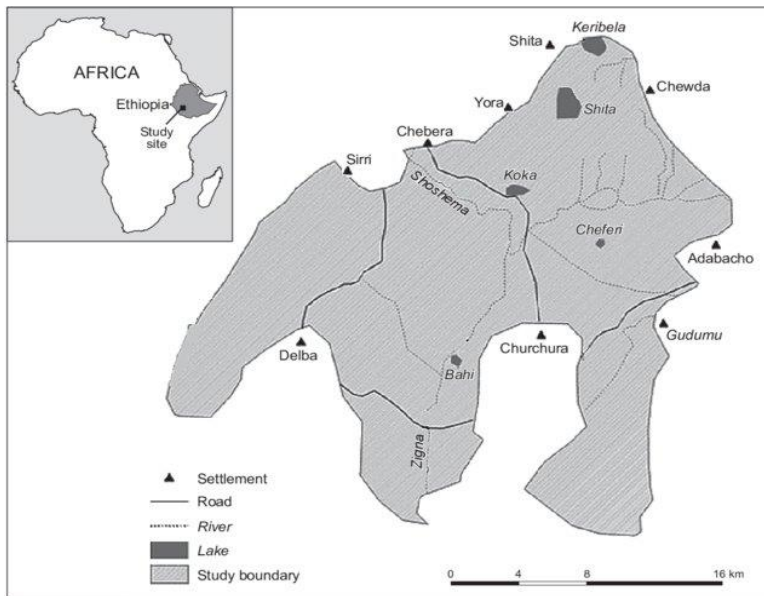 AFRICA
Ethiopia
Study
site
Keribela
Shita
Chewda
Shita
Yora
Chebera
Sirri
Koka
Shoshema
Cheferi
Adabacho
Gudumu
Churchura
Delba
Bahi
Zigna
Settlement
Road
River
Lake
Study boundary
0 4 8 12 16 km